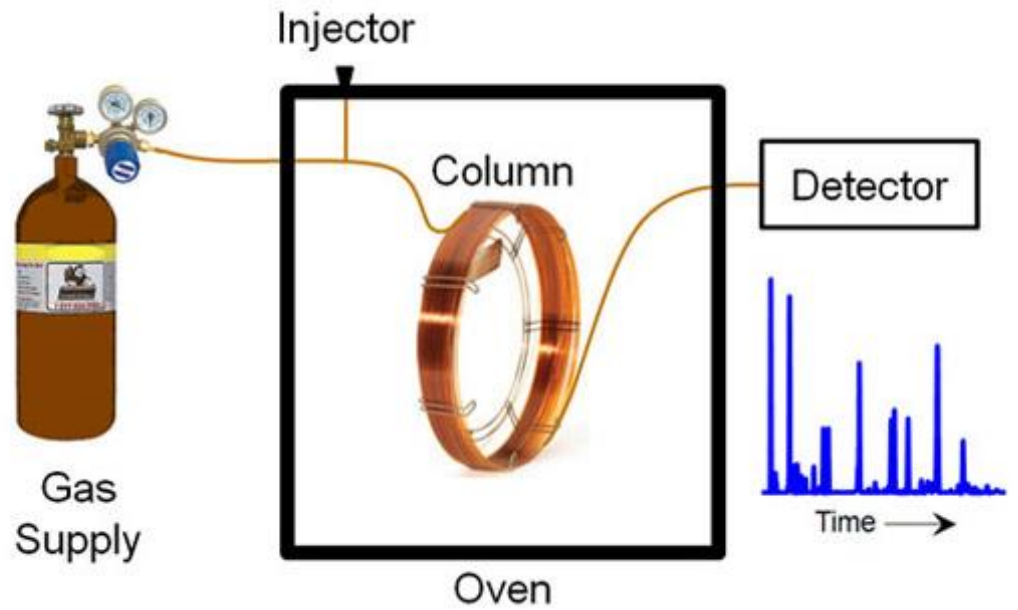 Injector
Column
Detector
Gas
Supply
Time
Oven